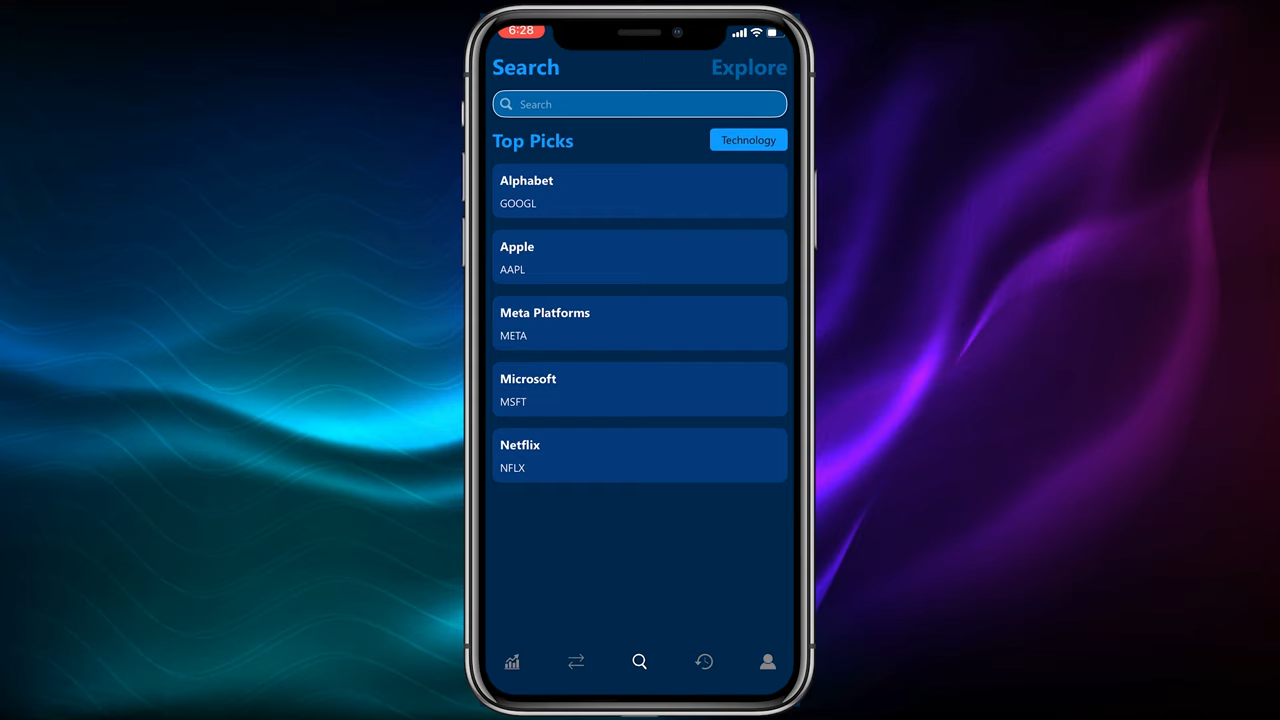 6:28
Search Explore
Search
Top Picks Technology
Alphabet
GOOGL
Apple
AAPL
Meta Platforms
META
Microsoft
MSFT
Netflix
NFLX